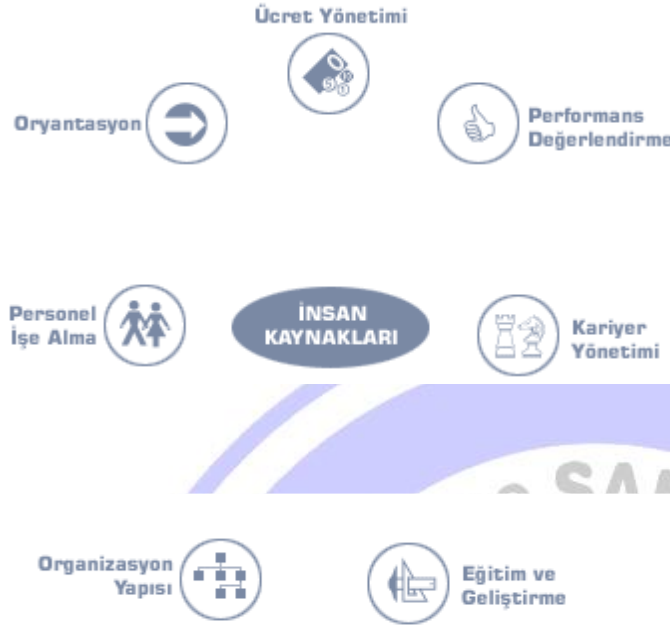 Ücret Yönetimi
Oryantasyon
Performans
Değerlendirme
Personel
İşe Alma
İNSAN
KAYNAKLARI
Kariyer
Yönetimi
Organizasyon
Yapısı
Eğitim ve
Geliştirme